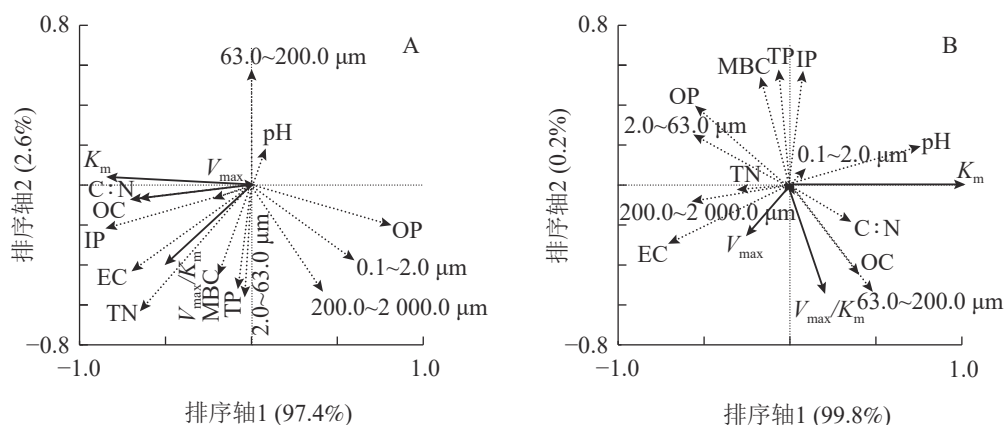 0.8
A
63.0~200.0 μm
pH
Km
Vmax
C∶N
OC
IP
OP
EC
0.1~2.0 μm
TN
Vmax/Km
MBC
TP
2.0~63.0 μm
200.0~2 000.0 μm
−0.8
−1.0
1.0
排序轴1 (97.4%)
排序轴2 (2.6%)
0.8
B
MBC
TP
IP
OP
2.0~63.0 μm
pH
0.1~2.0 μm
Km
TN
200.0~2 000.0 μm
C∶N
Vmax
EC
OC
63.0~200.0 μm
Vmax/Km
−0.8
−1.0
1.0
排序轴1 (99.8%)
排序轴2 (0.2%)